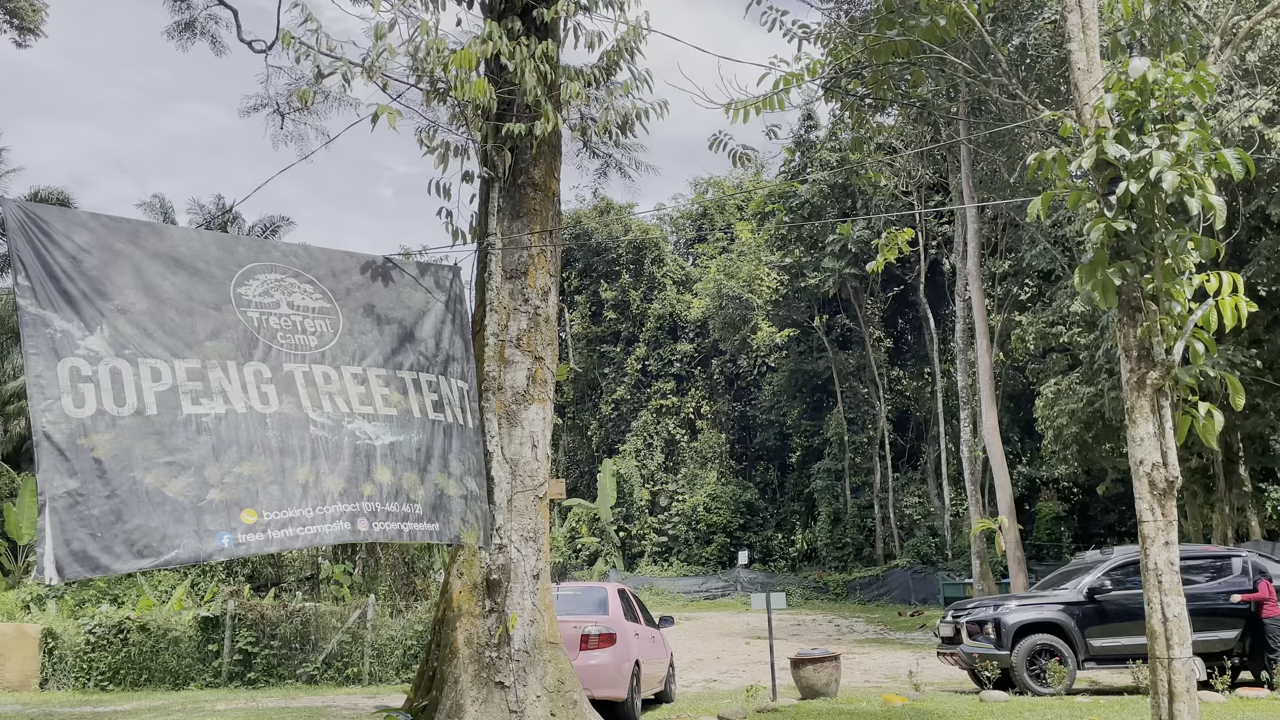 TreeTent
camp
GOPENG TREE TENT
booking contact (019-460 4612)
tree tent campsite gopengtreetent